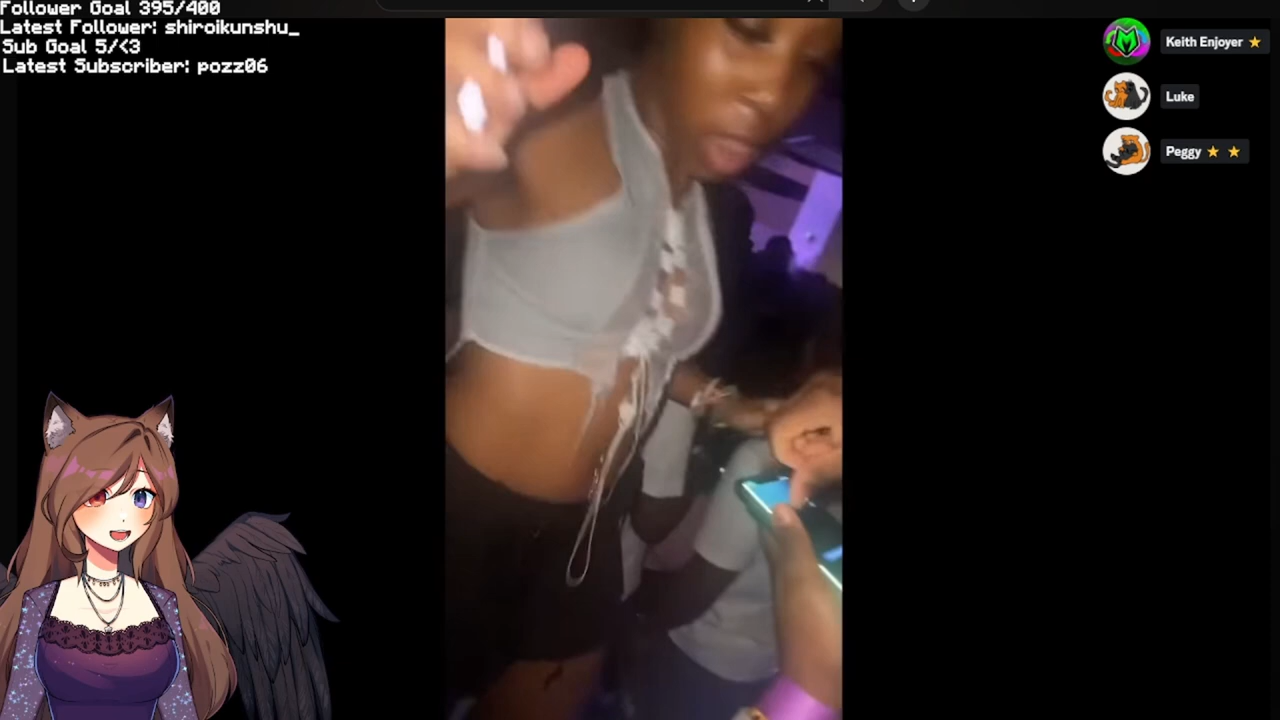 Follower Goal 395/400
Latest Follower: shiroikunshu_
Sub Goal 5/<3
Latest Subscriber: pozz06
Keith Enjoyer
Luke
Peggy